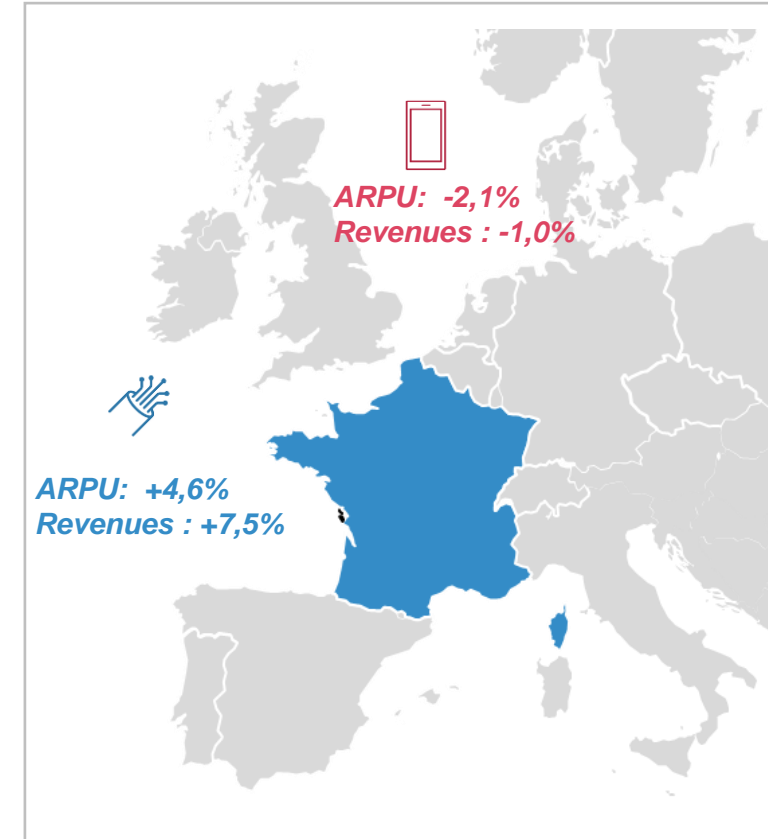 ARPU: -2,1%
Revenues : -1,0%
ARPU: +4,6%
Revenues : +7,5%